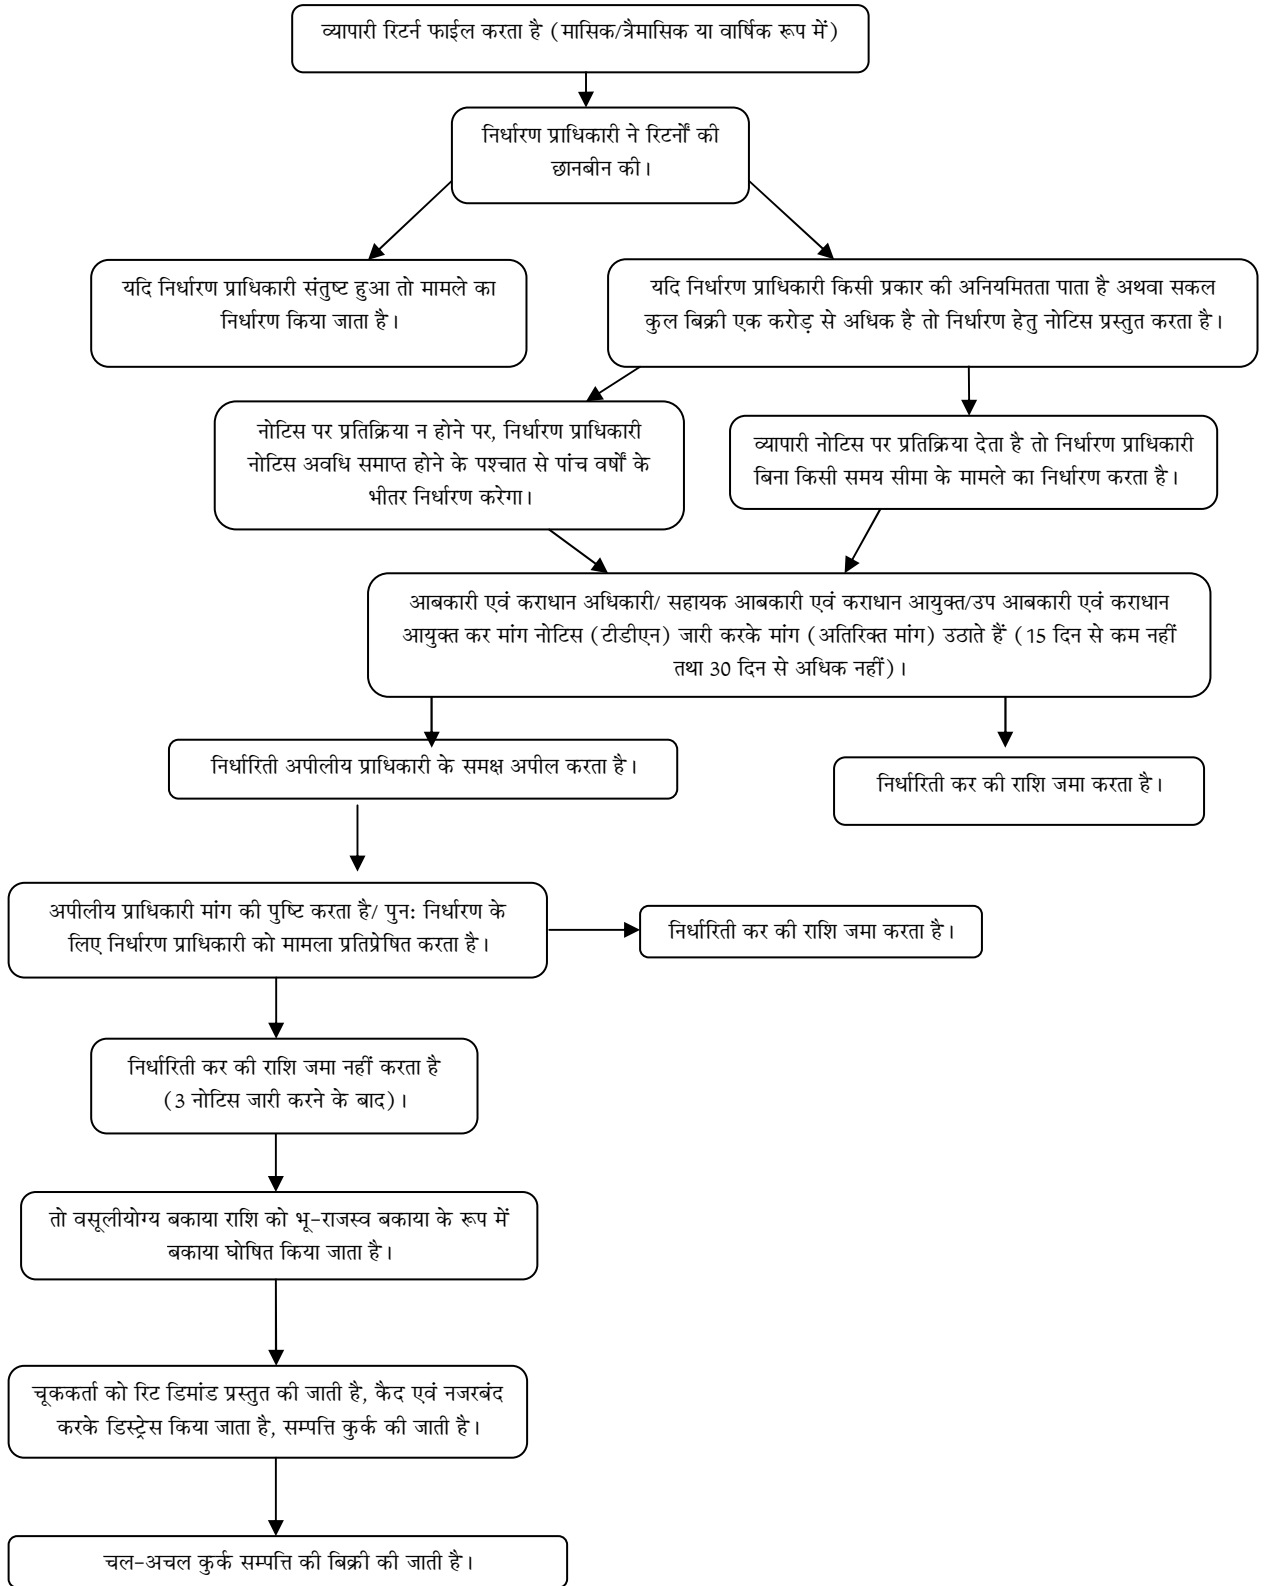 व्यापारी रिटर्न फाईल करता है (मासिक/त्रैमासिक या वार्षिक रूप में)
निर्धारण प्राधिकारी ने रिटर्नों की
छानबीन की।
यदि निर्धारण प्राधिकारी संतुष्ट हुआ तो मामले का
निर्धारण किया जाता है।
यदि निर्धारण प्राधिकारी किसी प्रकार की अनियमितता पाता है अथवा सकल
कुल बिक्री एक करोड़ से अधिक है तो निर्धारण हेतु नोटिस प्रस्तुत करता है।
नोटिस पर प्रतिक्रिया न होने पर, निर्धारण प्राधिकारी
नोटिस अवधि समाप्त होने के पश्चात से पांच वर्षों के
भीतर निर्धारण करेगा।
व्यापारी नोटिस पर प्रतिक्रिया देता है तो निर्धारण प्राधिकारी
बिना किसी समय सीमा के मामले का निर्धारण करता है।
आबकारी एवं कराधान अधिकारी/ सहायक आबकारी एवं कराधान आयुक्त/उप आबकारी एवं कराधान
आयुक्त कर मांग नोटिस (टीडीएन) जारी करके मांग (अतिरिक्त मांग) उठाते हैं (15 दिन से कम नहीं
तथा 30 दिन से अधिक नहीं)।
निर्धारिती अपीलीय प्राधिकारी के समक्ष अपील करता है।
निर्धारिती कर की राशि जमा करता है।
अपीलीय प्राधिकारी मांग की पुष्टि करता है/ पुन: निर्धारण के
लिए निर्धारण प्राधिकारी को मामला प्रतिप्रेषित करता है।
निर्धारिती कर की राशि जमा करता है।
निर्धारिती कर की राशि जमा नहीं करता है
(3 नोटिस जारी करने के बाद)।
तो वसूलीयोग्य बकाया राशि को भू-राजस्व बकाया के रूप में
बकाया घोषित किया जाता है।
चूककर्ता को रिट डिमांड प्रस्तुत की जाती है, कैद एवं नजरबंद
करके डिस्ट्रेस किया जाता है, सम्पत्ति कुर्क की जाती है।
चल-अचल कुर्क सम्पत्ति की बिक्री की जाती है।